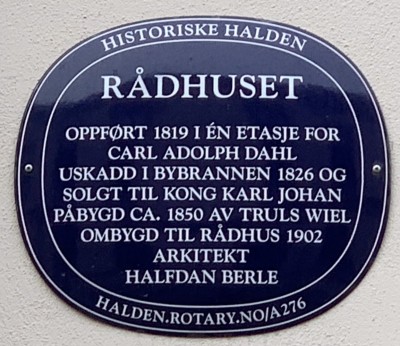 HISTORISKE HALDEN
RÅDHUSET
OPPFØRT 1819 I ÉN ETASJE FOR
CARL ADOLPH DAHL
USKADD I BYBRANNEN 1826 OG
SOLGT TIL KONG KARL JOHAN
PÅBYGD CA. 1850 AV TRULS WIEL
OMBYGD TIL RÅDHUS 1902
ARKITEKT
HALFDAN BERLE
HALDEN.ROTARY.NO/A276